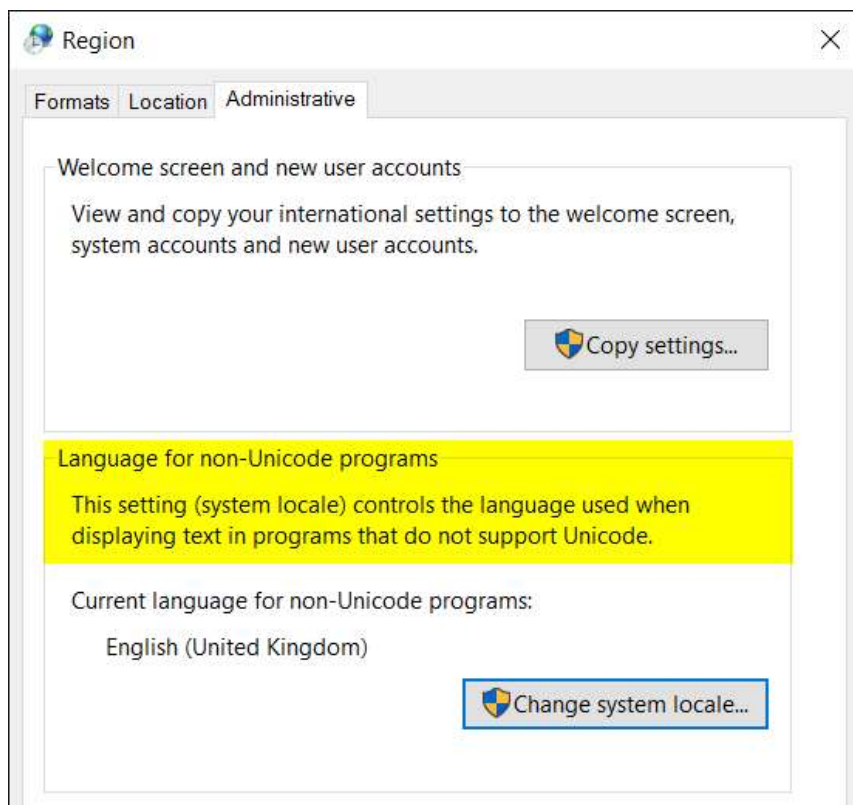 Region
Formats Location Administrative
Welcome screen and new user accounts
View and copy your international settings to the welcome screen,
system accounts and new user accounts.
Copy settings...
Language for non-Unicode programs
This setting (system locale) controls the language used when
displaying text in programs that do not support Unicode.
Current language for non-Unicode programs:
English (United Kingdom)
Change system locale...